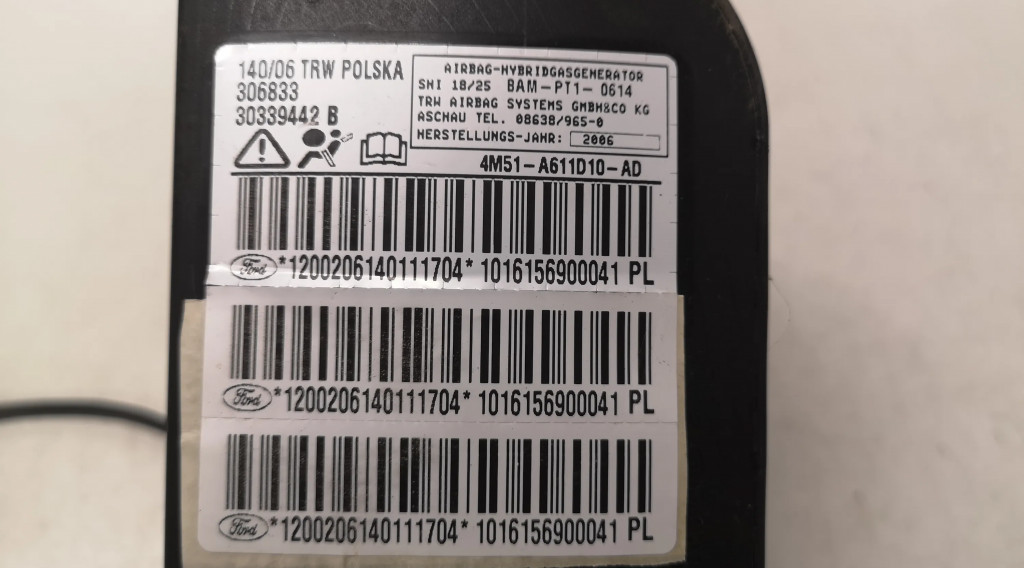 140/06 TRW POLSKA
306833
30339442 B
AIRBAG-HYBRIDGASGENERATOR
SHI 18/25 BAM-PT1-0614
TRW AIRBAG SYSTEMS GMBH&CO KG
ASCHAU TEL. 08638/965-0
HERSTELLUNGS-JAHR: 2006
4M51-A611D10-AD
Ford *1200206140111704* 1016156900041 PL
Ford *1200206140111704* 1016156900041 PL
Ford *1200206140111704* 1016156900041 PL